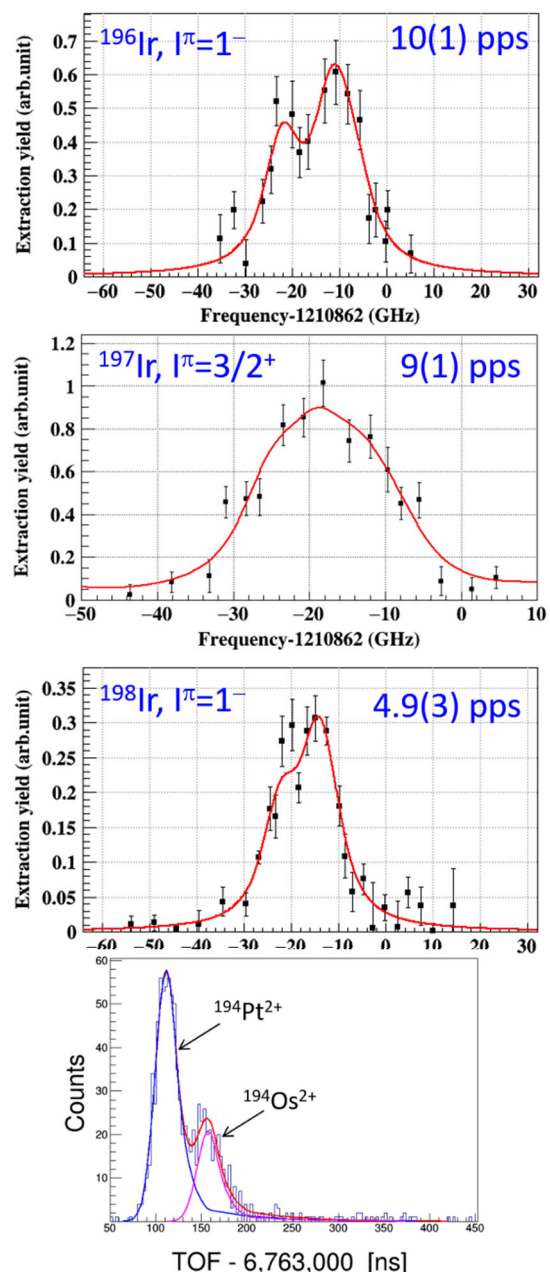 ¹⁹⁶Ir, Iᵖ=1⁻ 10(1) pps
Extraction yield (arb.unit)
0.7
0.6
0.5
0.4
0.3
0.2
0.1
0
−60 −50 −40 −30 −20 −10 0 10 20 30
Frequency-1210862 (GHz)
¹⁹⁷Ir, Iᵖ=3/2⁺ 9(1) pps
Extraction yield (arb.unit)
1.2
1
0.8
0.6
0.4
0.2
0
−50 −40 −30 −20 −10 0 10
Frequency-1210862 (GHz)
¹⁹⁸Ir, Iᵖ=1⁻ 4.9(3) pps
Extraction yield (arb.unit)
0.35
0.3
0.25
0.2
0.15
0.1
0.05
0
−60 −50 −40 −30 −20 −10 0 10 20 30
Counts
60
50
40
30
20
10
¹⁹⁴Pt²⁺
¹⁹⁴Os²⁺
50 100 150 200 250 300 350 400 450
TOF - 6,763,000 [ns]